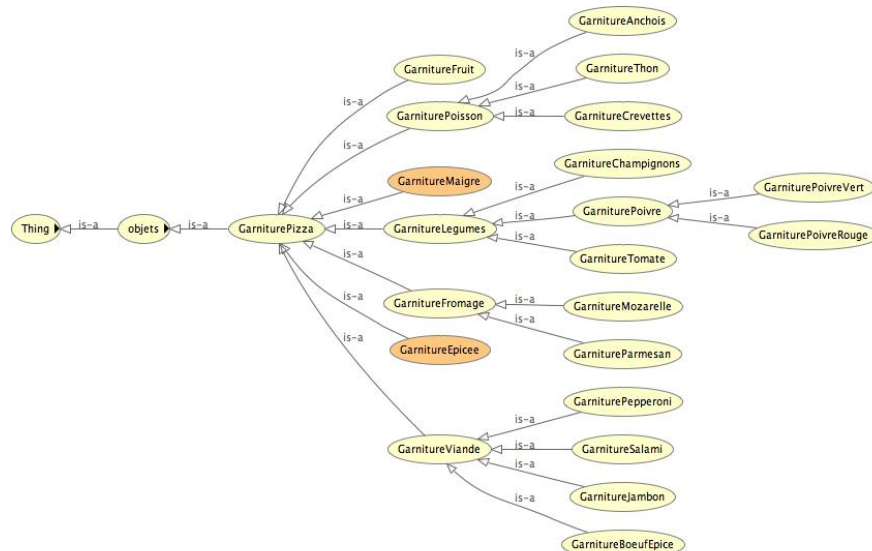 GarnitureAnchois
is-a
GarnitureFruit
GarnitureThon
is-a
is-a
GarniturePoisson
is-a
GarnitureCrevettes
is-a
GarnitureChampignons
GarnitureMaigre
is-a
is-a
GarniturePoivreVert
is-a
GarniturePoivre
is-a
Thing
is-a
objets
is-a
GarniturePizza
is-a
GarnitureLegumes
is-a
GarniturePoivreRouge
is-a
GarnitureTomate
is-a
GarnitureFromage
is-a
GarnitureMozarelle
is-a
is-a
GarnitureEpicee
GarnitureParmesan
is-a
GarniturePepperoni
is-a
GarnitureViande
is-a
GarnitureSalami
is-a
GarnitureJambon
is-a
GarnitureBoeufEpice